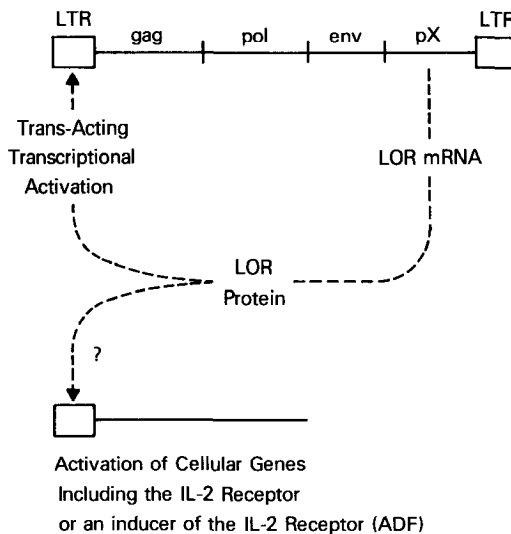 LTR
LTR
gag
pol
env
pX
Trans-Acting
Transcriptional
Activation
LOR mRNA
LOR
Protein
?
Activation of Cellular Genes
Including the IL-2 Receptor
or an inducer of the IL-2 Receptor (ADF)